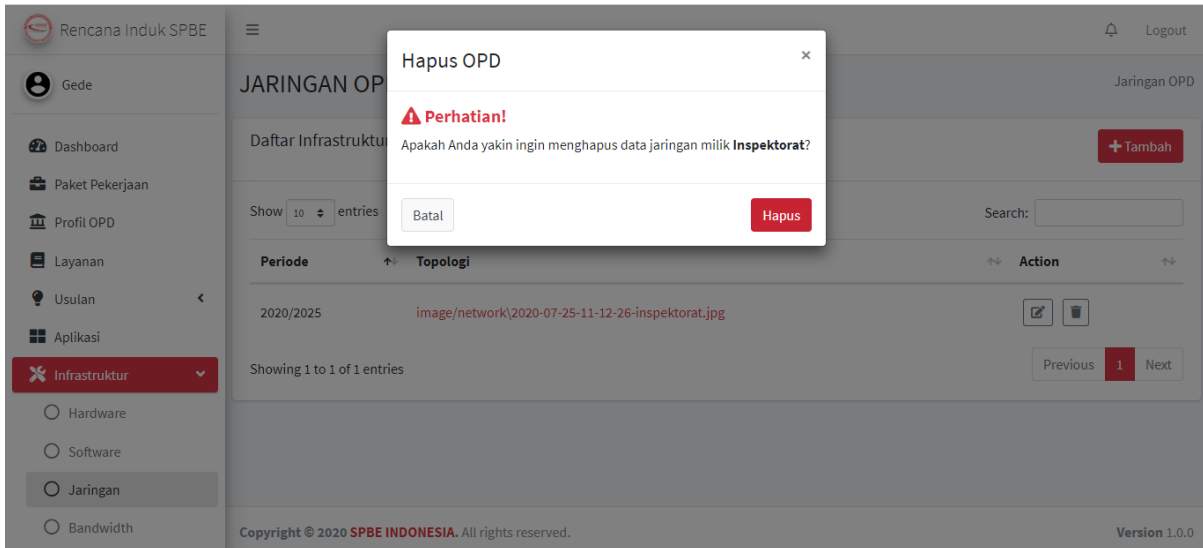 Rencana Induk SPBE
Logout
Gede
JARINGAN OP
Jaringan OPD
Hapus OPD
×
Perhatian!
Apakah Anda yakin ingin menghapus data jaringan milik Inspektorat?
Batal
Hapus
Daftar Infrastruktu
+Tambah
Show 10 entries
Search:
Periode
Topologi
Action
2020/2025
image/network\2020-07-25-11-12-26-inspektorat.jpg
Showing 1 to 1 of 1 entries
Previous 1 Next
Dashboard
Paket Pekerjaan
Profil OPD
Layanan
Usulan
Aplikasi
Infrastruktur
Hardware
Software
Jaringan
Bandwidth
Copyright © 2020 SPBE INDONESIA. All rights reserved.
Version 1.0.0